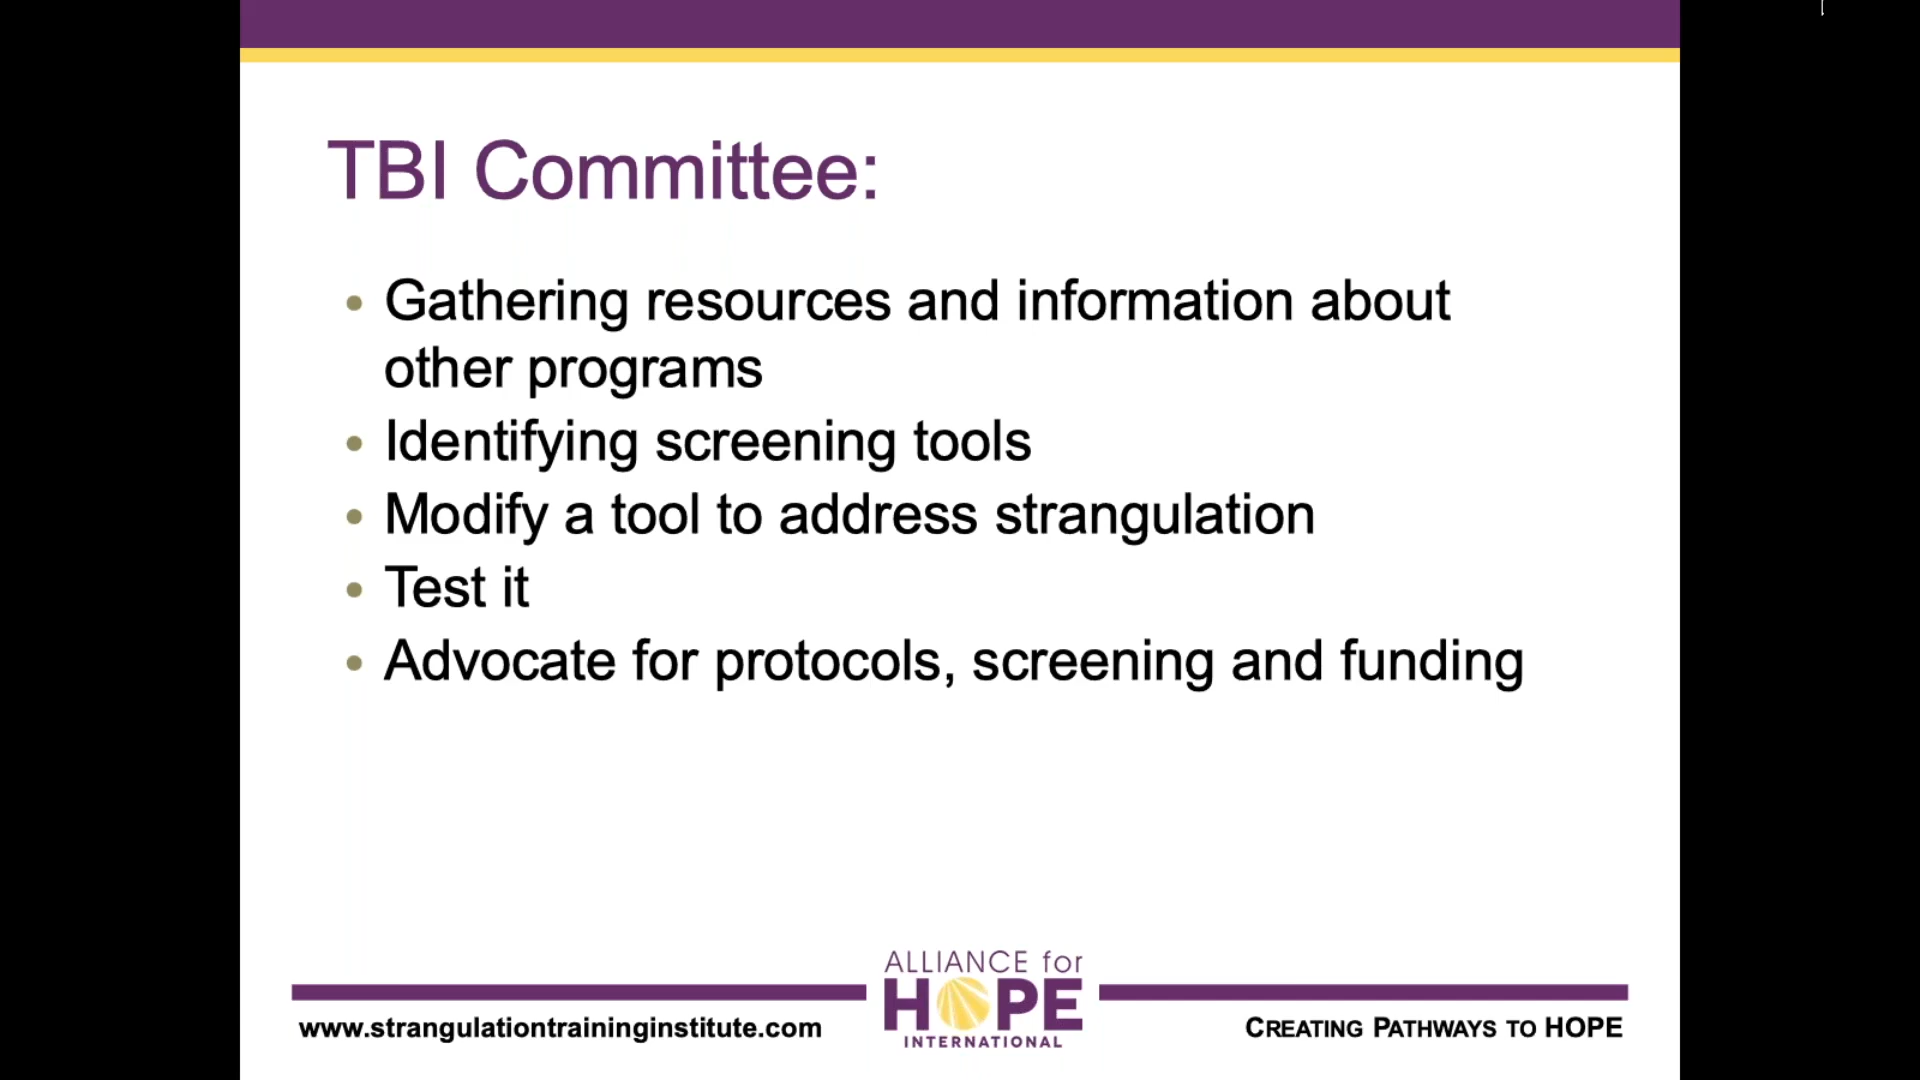 TBI Committee:
• Gathering resources and information about
other programs
• Identifying screening tools
• Modify a tool to address strangulation
• Test it
• Advocate for protocols, screening and funding
ALLIANCE for
HOPE
INTERNATIONAL
www.strangulationtraininginstitute.com
CREATING PATHWAYS TO HOPE